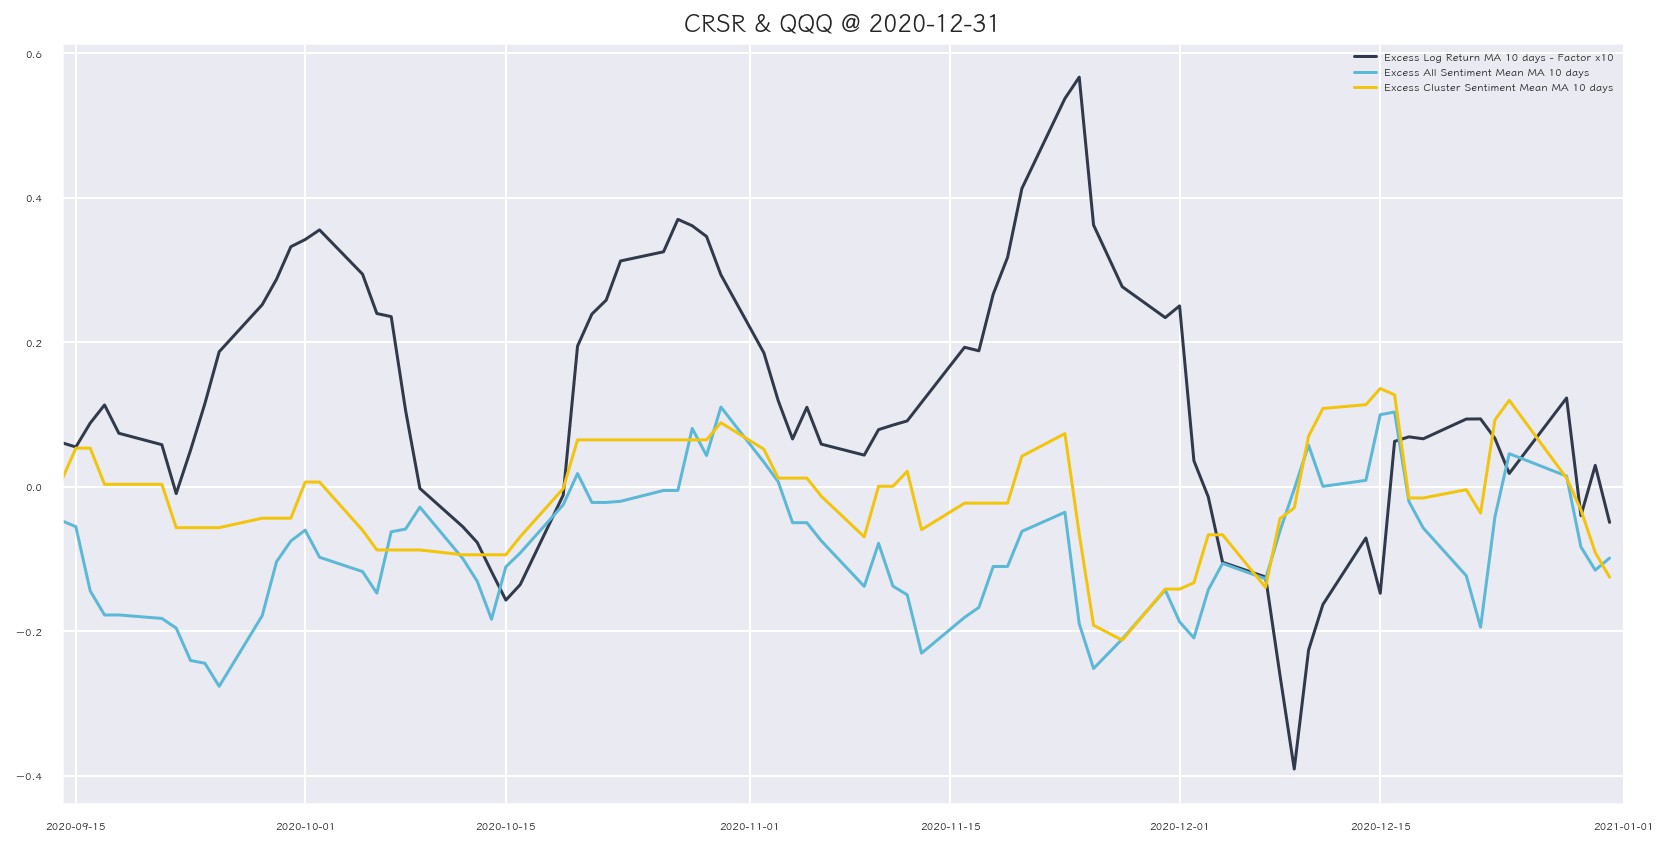 CRSR & QQQ @ 2020-12-31
Excess Log Return MA 10 days - Factor x10
Excess All Sentiment Mean MA 10 days
Excess Cluster Sentiment Mean MA 10 days
0.6
0.4
0.2
0.0
−0.2
−0.4
2020-09-15 2020-10-01 2020-10-15 2020-11-01 2020-11-15 2020-12-01 2020-12-15 2021-01-01